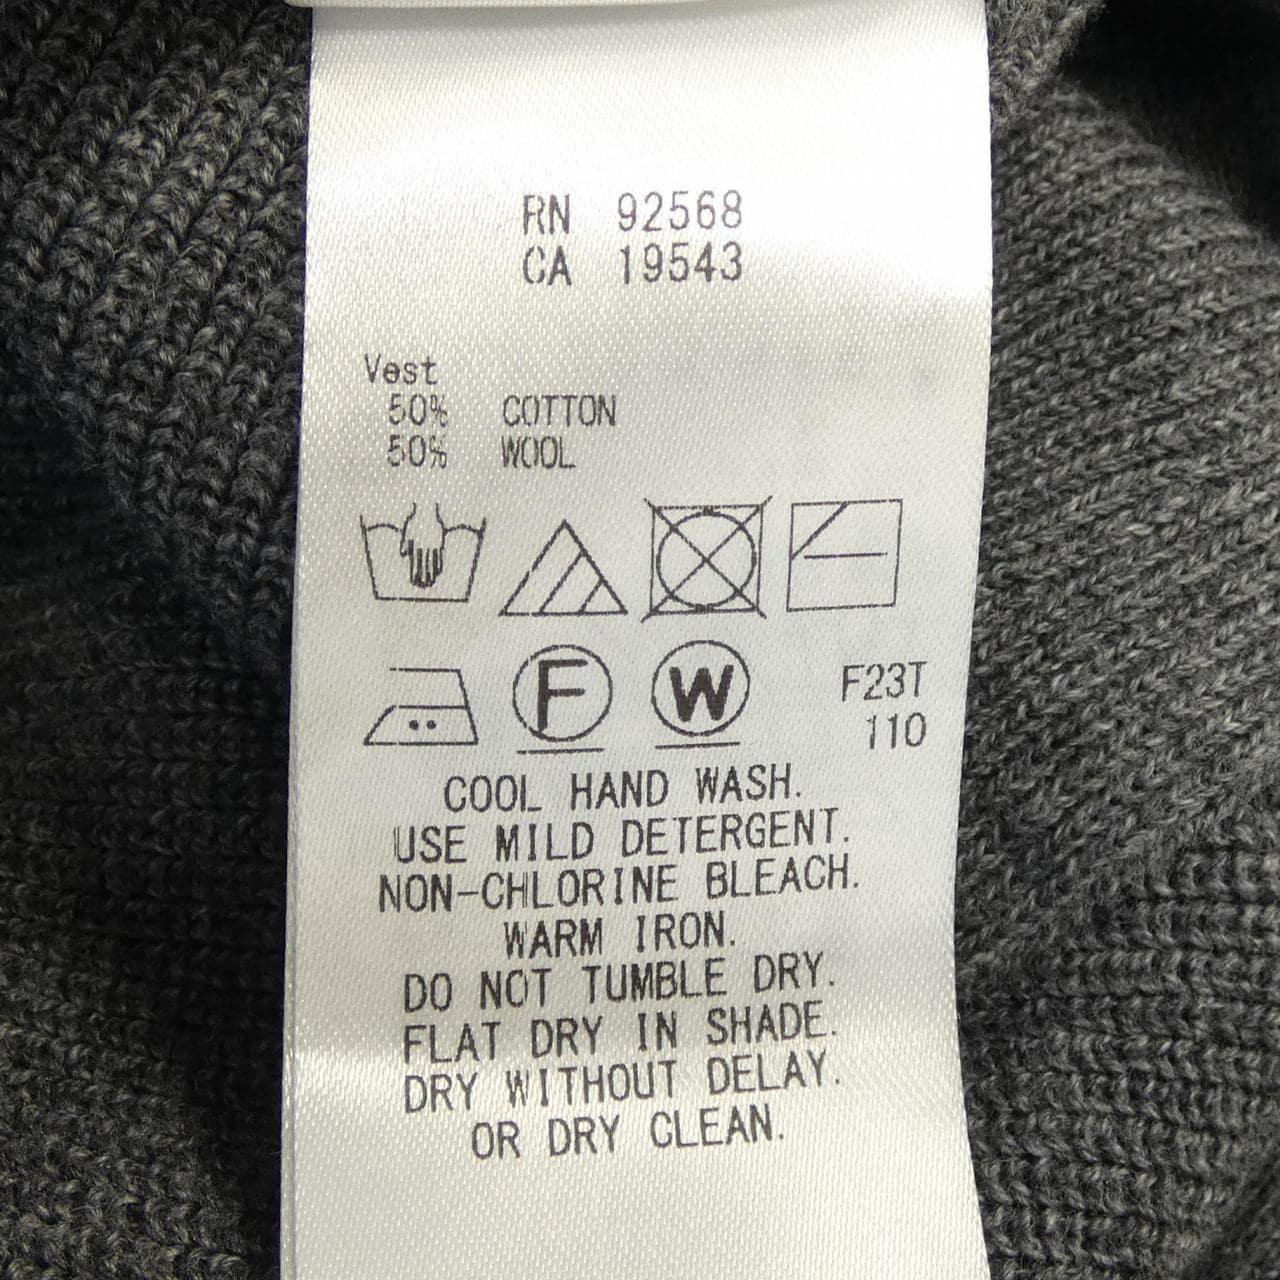 RN 92568
CA 19543
Vest
50% COTTON
50% WOOL
F W F23T
110
COOL HAND WASH.
USE MILD DETERGENT.
NON-CHLORINE BLEACH.
WARM IRON.
DO NOT TUMBLE DRY.
FLAT DRY IN SHADE.
DRY WITHOUT DELAY.
OR DRY CLEAN.